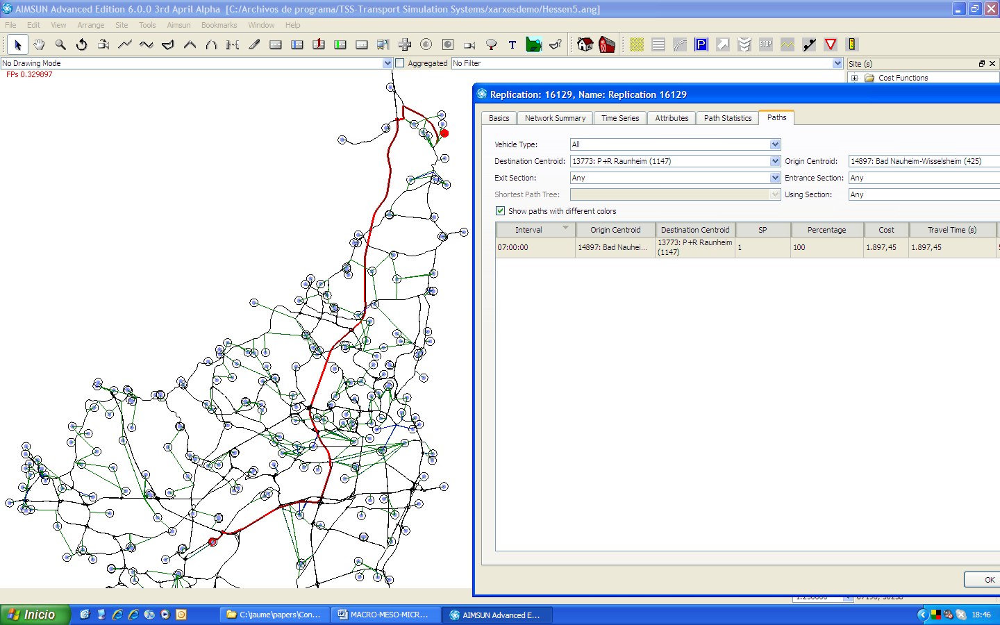 AIMSUN Advanced Edition 6.0.0 3rd April Alpha [C:/Archivos de programa/TSS-Transport Simulation Systems/xarxesdemo/Hessen5.ang]
File Edit View Arrange Site Tools Aimsun Bookmarks Window Help
T P STOP
No Drawing Mode Aggregated No Filter Site (s)
FPs 0.329897
Cost Functions
Replication: 16129, Name: Replication 16129
Basics Network Summary Time Series Attributes Path Statistics Paths
Vehicle Type: All
Destination Centroid: 13773: P+R Raunheim (1147) Origin Centroid: 14897: Bad Nauheim-Wisselsheim (425)
Exit Section: Any Entrance Section: Any
Shortest Path Tree: Using Section: Any
Show paths with different colors
Interval Origin Centroid Destination Centroid SP Percentage Cost Travel Time (s)
07:00:00 14897: Bad Nauhei... 13773: P+R Raunheim (1147) 1 100 1.897,45 1.897,45
OK
Inicio C:\jaume\papers\Con... MACRO-MESO-MICR... AIMSUN Advanced E... 18:46